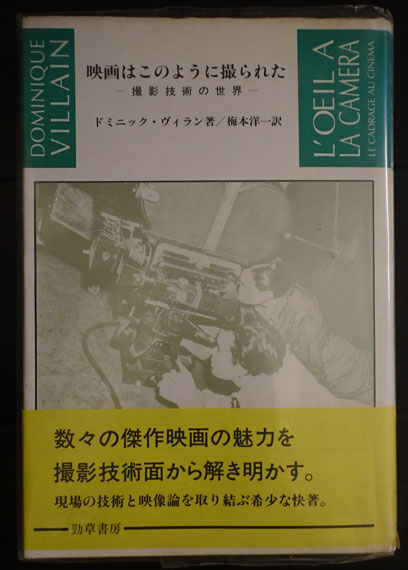 DOMINIQUE
VILLAIN
映画はこのように撮られた
―撮影技術の世界―
ドミニック・ヴィラン著／梅本洋一訳
L'OEIL A
LA CAMERA
LE CADRAGE AU CINEMA
数々の傑作映画の魅力を
撮影技術面から解き明かす。
現場の技術と映像論を取り結ぶ希少な快著。
勁草書房